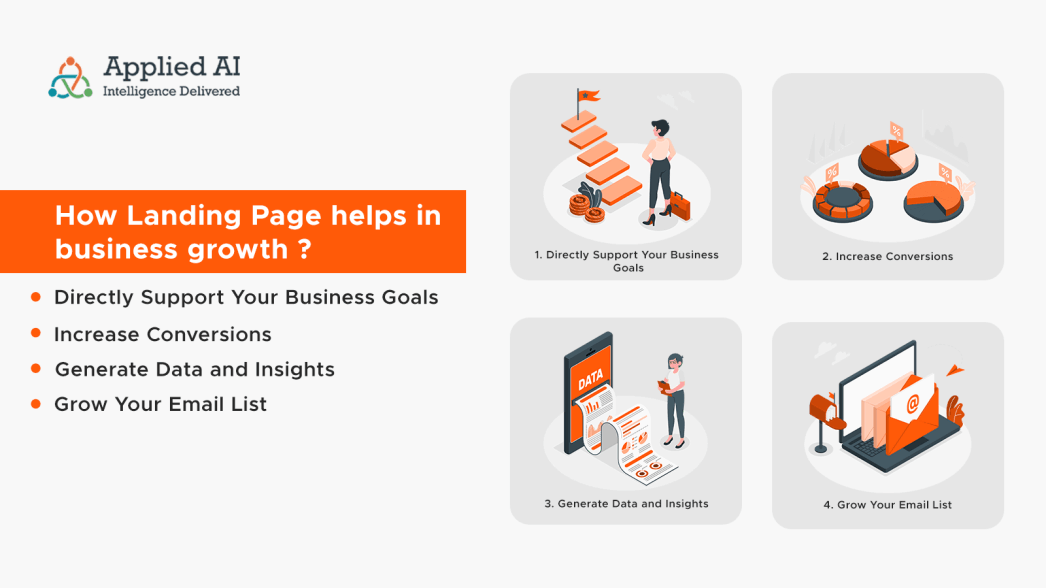 Applied AI
Intelligence Delivered
How Landing Page helps in
business growth ?
Directly Support Your Business Goals
Increase Conversions
Generate Data and Insights
Grow Your Email List
1. Directly Support Your Business
Goals
%
%
%
2. Increase Conversions
DATA
3. Generate Data and Insights
@
4. Grow Your Email List